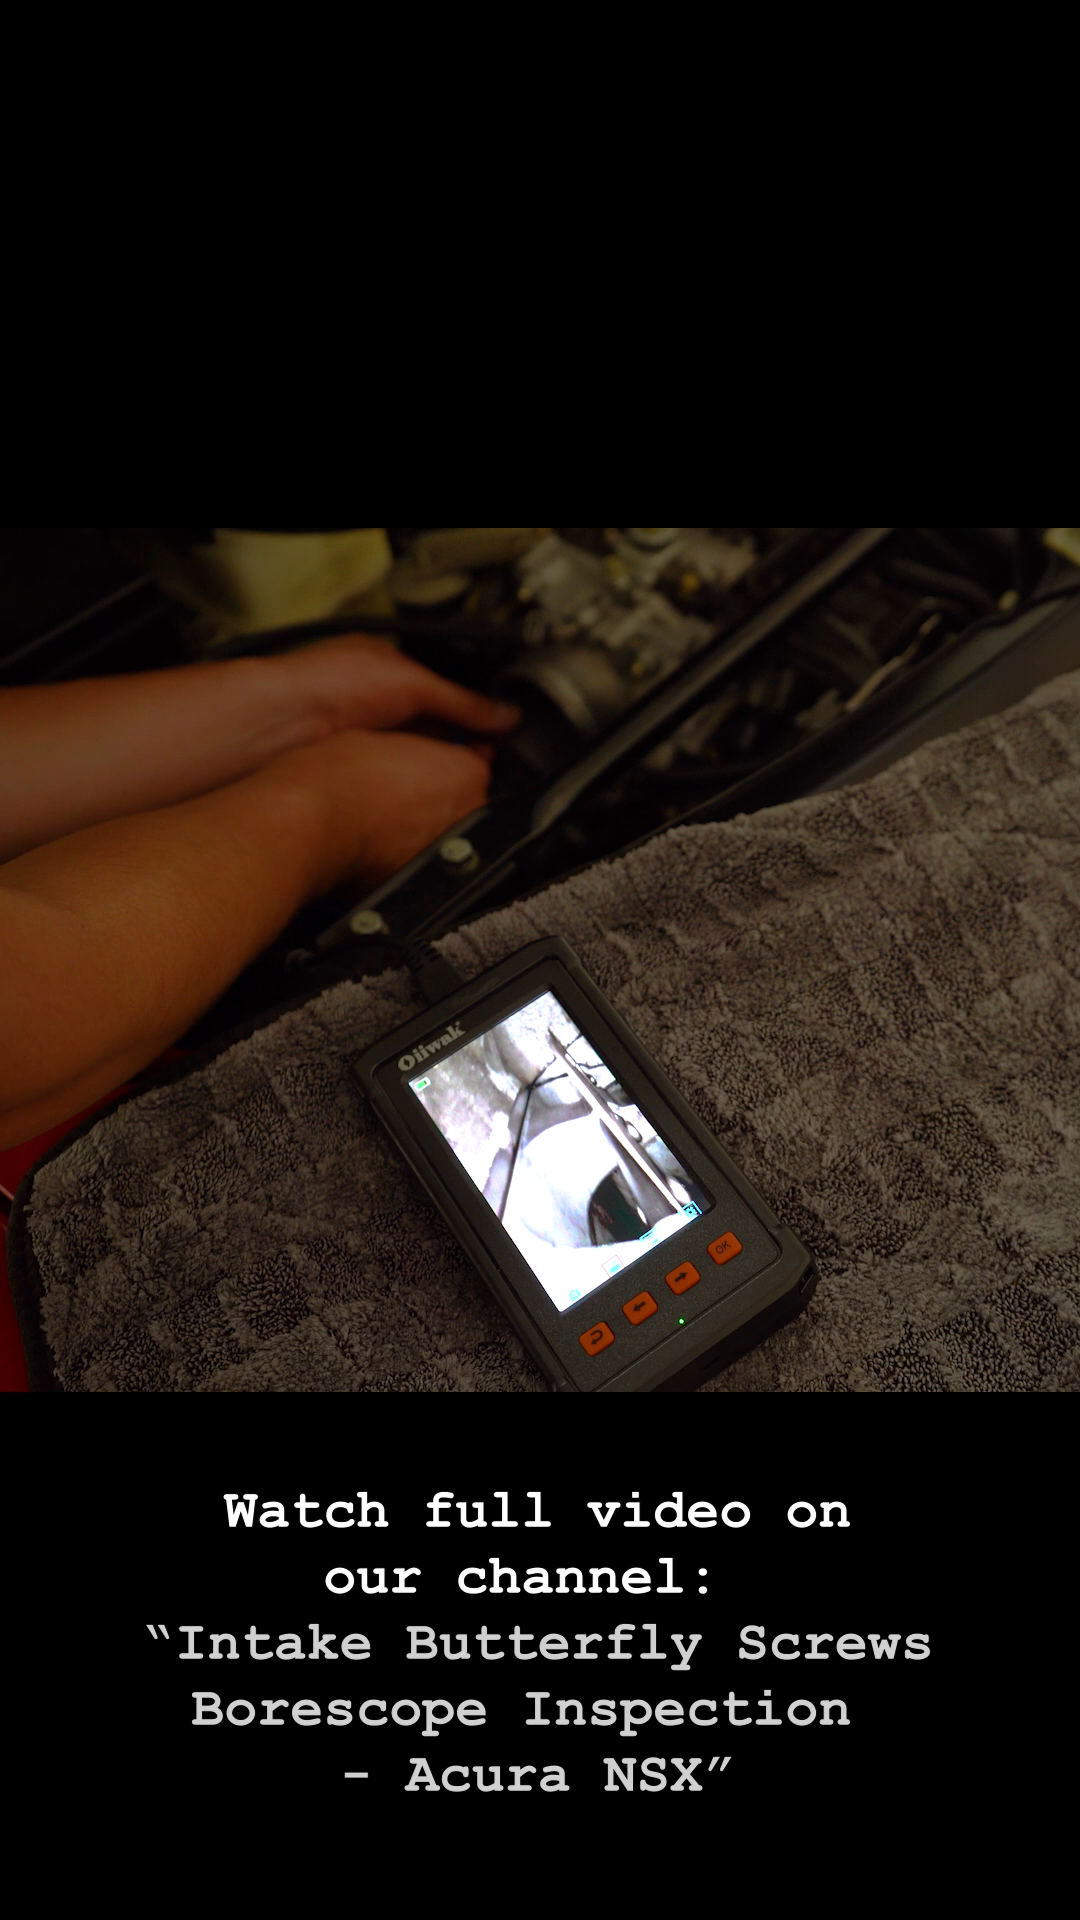 Oiiwak
OK
Watch full video on
our channel:
“Intake Butterfly Screws
Borescope Inspection
- Acura NSX”